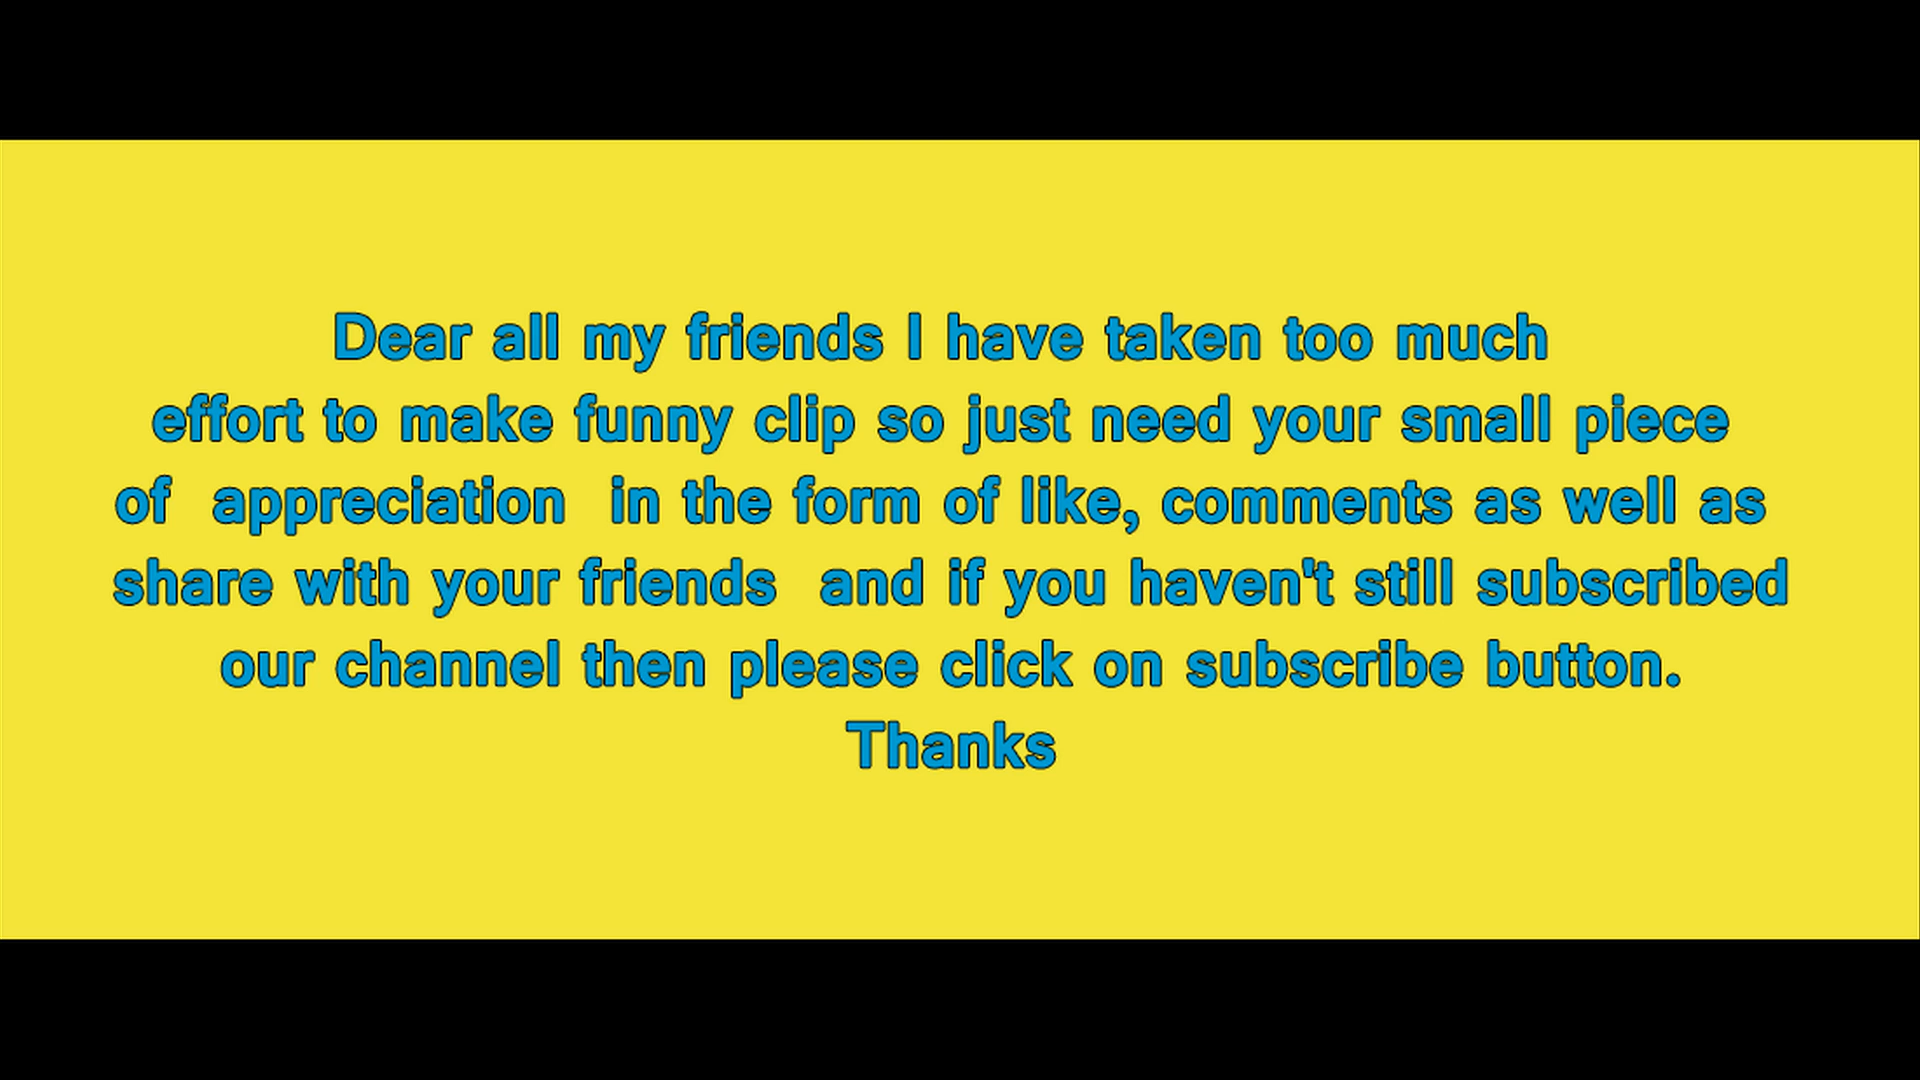 Dear all my friends I have taken too much
effort to make funny clip so just need your small piece
of  appreciation  in the form of like, comments as well as
share with your friends  and if you haven't still subscribed
our channel then please click on subscribe button.
Thanks